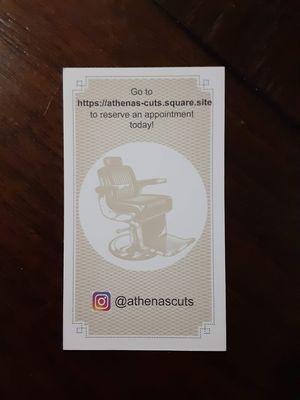 Go to
https://athenas-cuts.square.site
to reserve an appointment
today!
@athenascuts